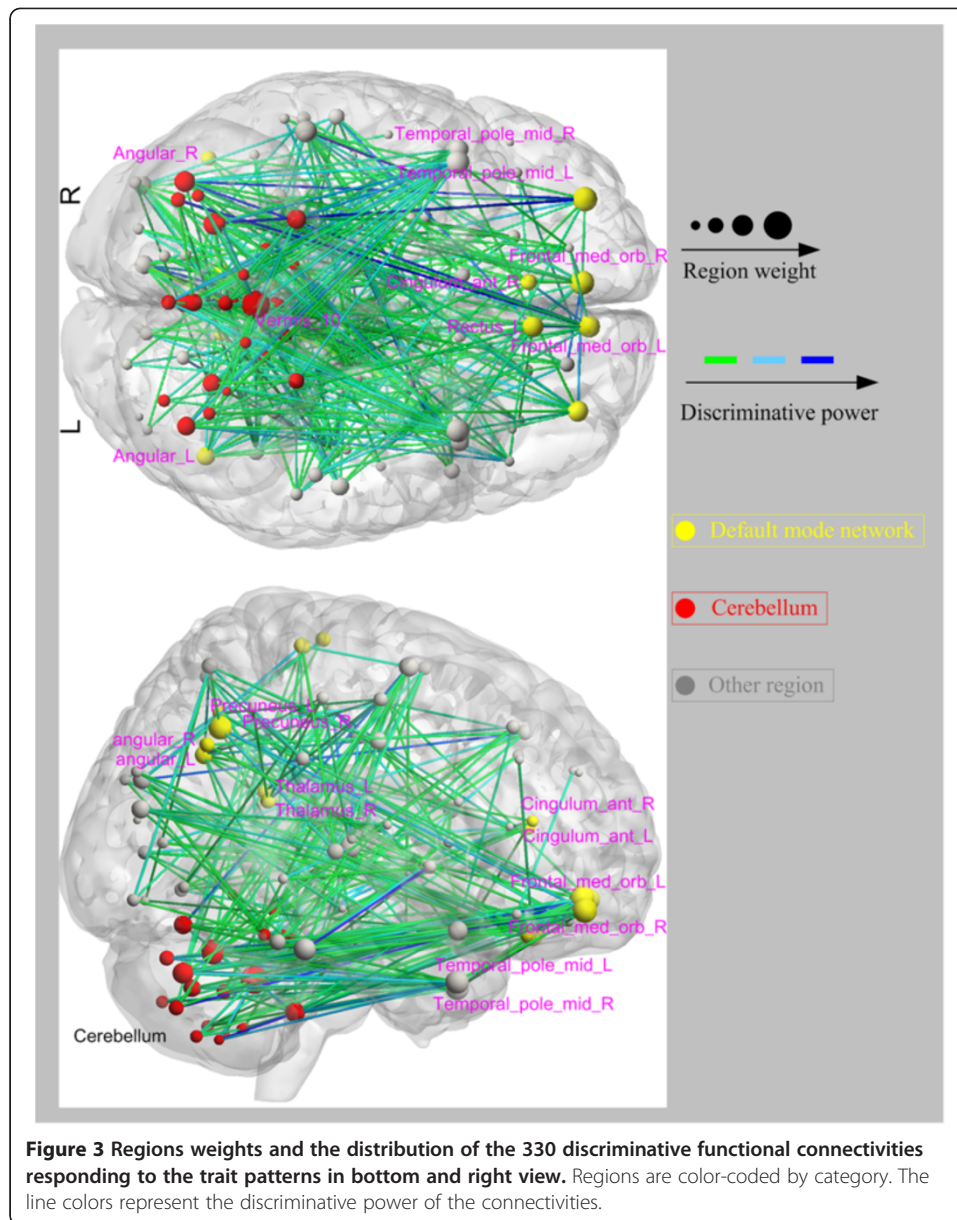 Temporal_pole_mid_R
Angular_R
Temporal_pole_mid_L
R
Frontal_med_orb_R
Cingulum_ant_R
Vermis_10
Rectus_L
Frontal_med_orb_L
L
Angular_L
Region weight
Discriminative power
Default mode network
Cerebellum
Other region
Precuneus_L
Precuneus_R
angular_R
angular_L
Thalamus_L
Thalamus_R
Cingulum_ant_R
Cingulum_ant_L
Frontal_med_orb_L
Frontal_med_orb_R
Temporal_pole_mid_L
Temporal_pole_mid_R
Cerebellum
Figure 3 Regions weights and the distribution of the 330 discriminative functional connectivities
responding to the trait patterns in bottom and right view. Regions are color-coded by category. The
line colors represent the discriminative power of the connectivities.